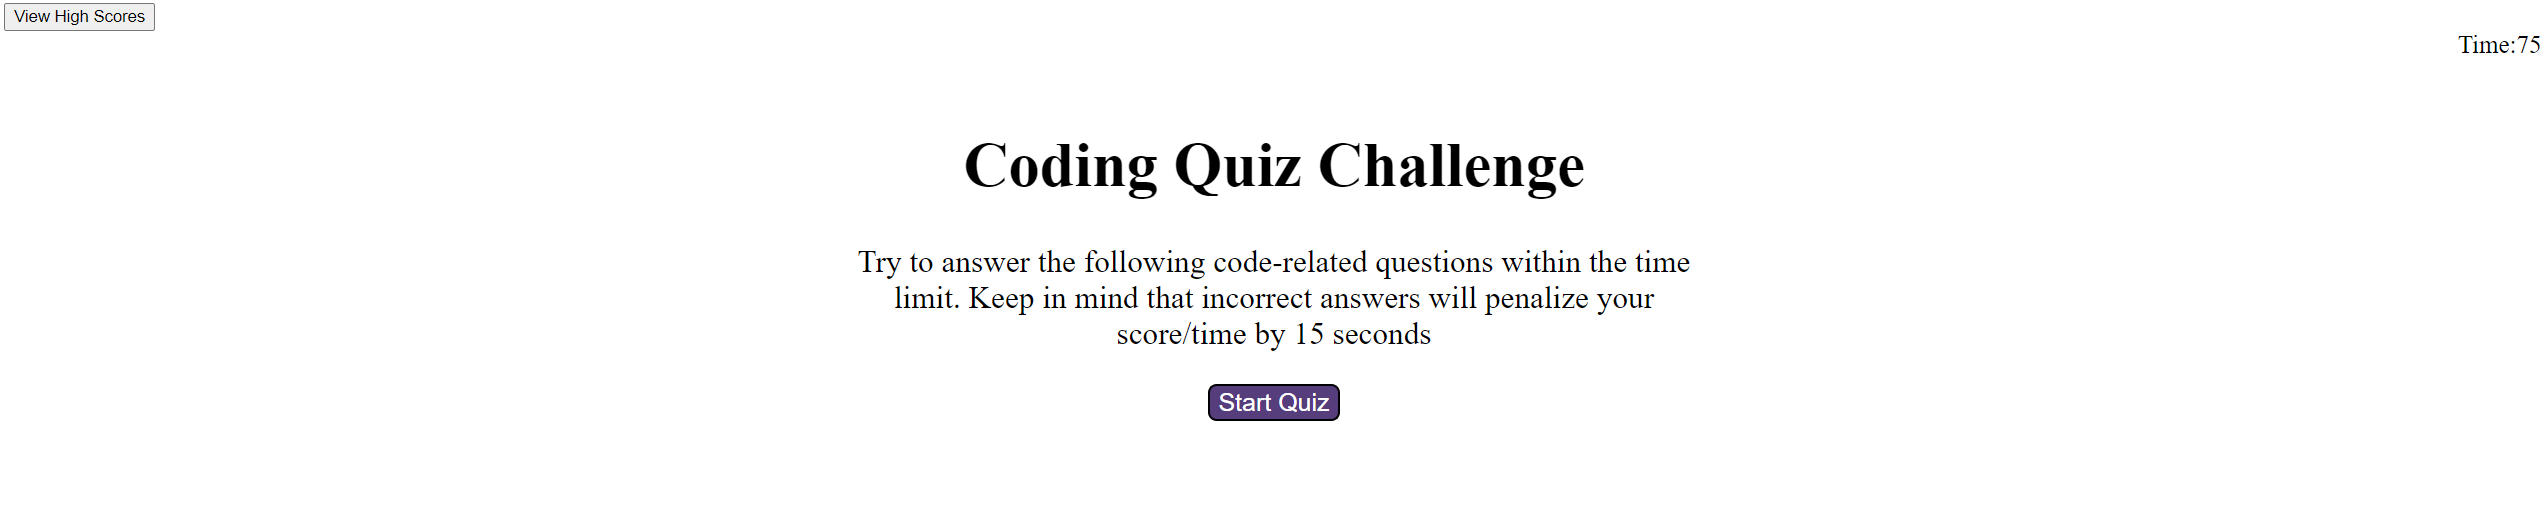 View High Scores
Time:75
Coding Quiz Challenge
Try to answer the following code-related questions within the time
limit. Keep in mind that incorrect answers will penalize your
score/time by 15 seconds
Start Quiz